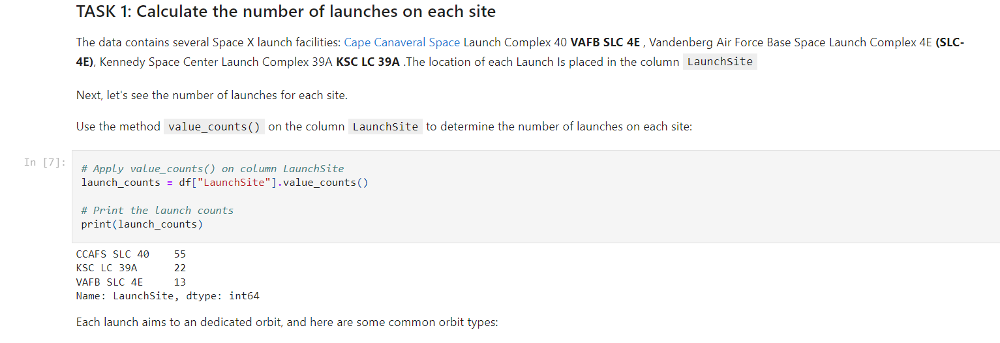 TASK 1: Calculate the number of launches on each site
The data contains several Space X launch facilities: Cape Canaveral Space Launch Complex 40 VAFB SLC 4E , Vandenberg Air Force Base Space Launch Complex 4E (SLC-
4E), Kennedy Space Center Launch Complex 39A KSC LC 39A .The location of each Launch Is placed in the column LaunchSite
Next, let's see the number of launches for each site.
Use the method value_counts() on the column LaunchSite to determine the number of launches on each site:
In [7]:
# Apply value_counts() on column LaunchSite
launch_counts = df["LaunchSite"].value_counts()
# Print the launch counts
print(launch_counts)
CCAFS SLC 40    55
KSC LC 39A      22
VAFB SLC 4E     13
Name: LaunchSite, dtype: int64
Each launch aims to an dedicated orbit, and here are some common orbit types: